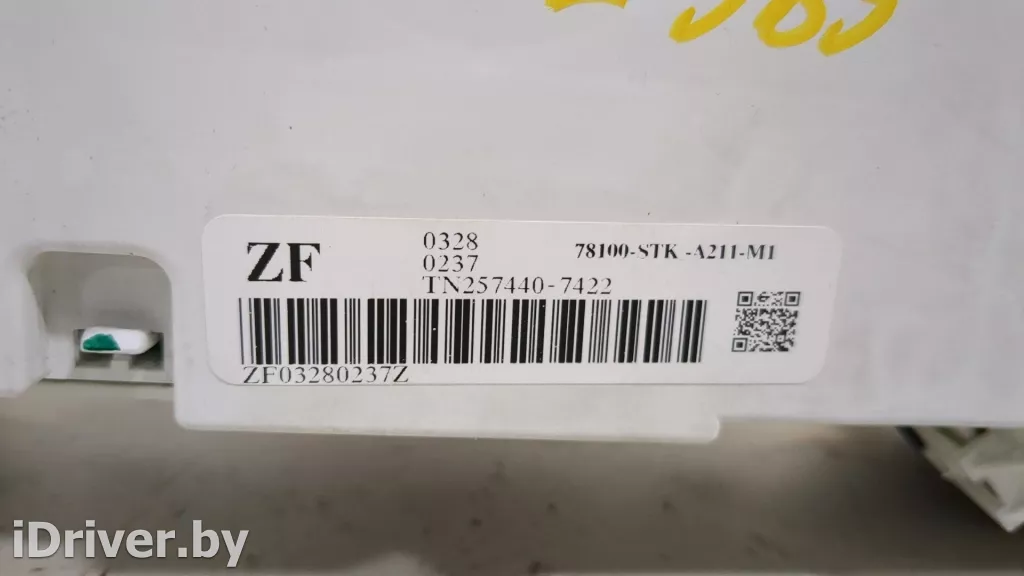 ZF
0328
0237
78100-STK -A211-M1
TN257440-7422
ZF03280237Z
iDriver.by